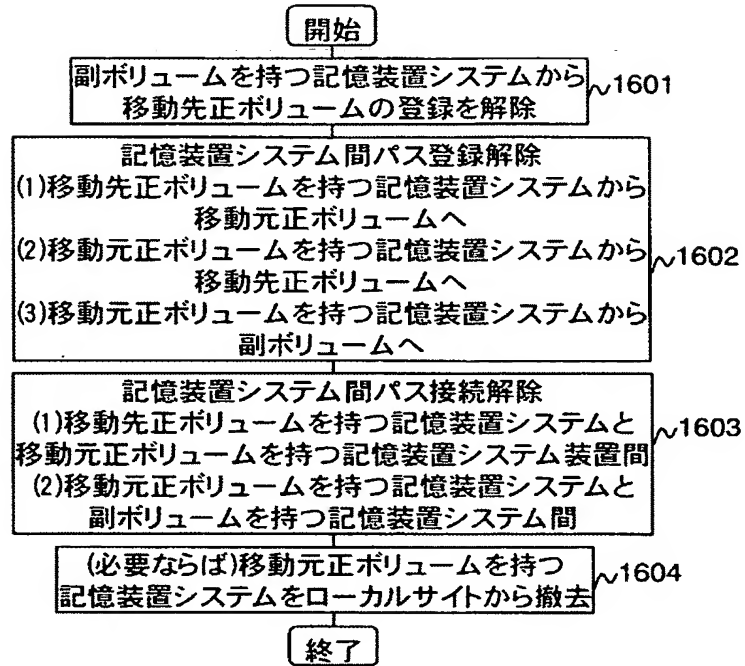 開始
副ボリュームを持つ記憶装置システムから
移動先正ボリュームの登録を解除
1601
記憶装置システム間パス登録解除
(1)移動先正ボリュームを持つ記憶装置システムから
移動元正ボリュームへ
(2)移動元正ボリュームを持つ記憶装置システムから
移動先正ボリュームへ
(3)移動元正ボリュームを持つ記憶装置システムから
副ボリュームへ
1602
記憶装置システム間パス接続解除
(1)移動先正ボリュームを持つ記憶装置システムと
移動元正ボリュームを持つ記憶装置システム装置間
(2)移動元正ボリュームを持つ記憶装置システムと
副ボリュームを持つ記憶装置システム間
1603
(必要ならば)移動元正ボリュームを持つ
記憶装置システムをローカルサイトから撤去
1604
終了